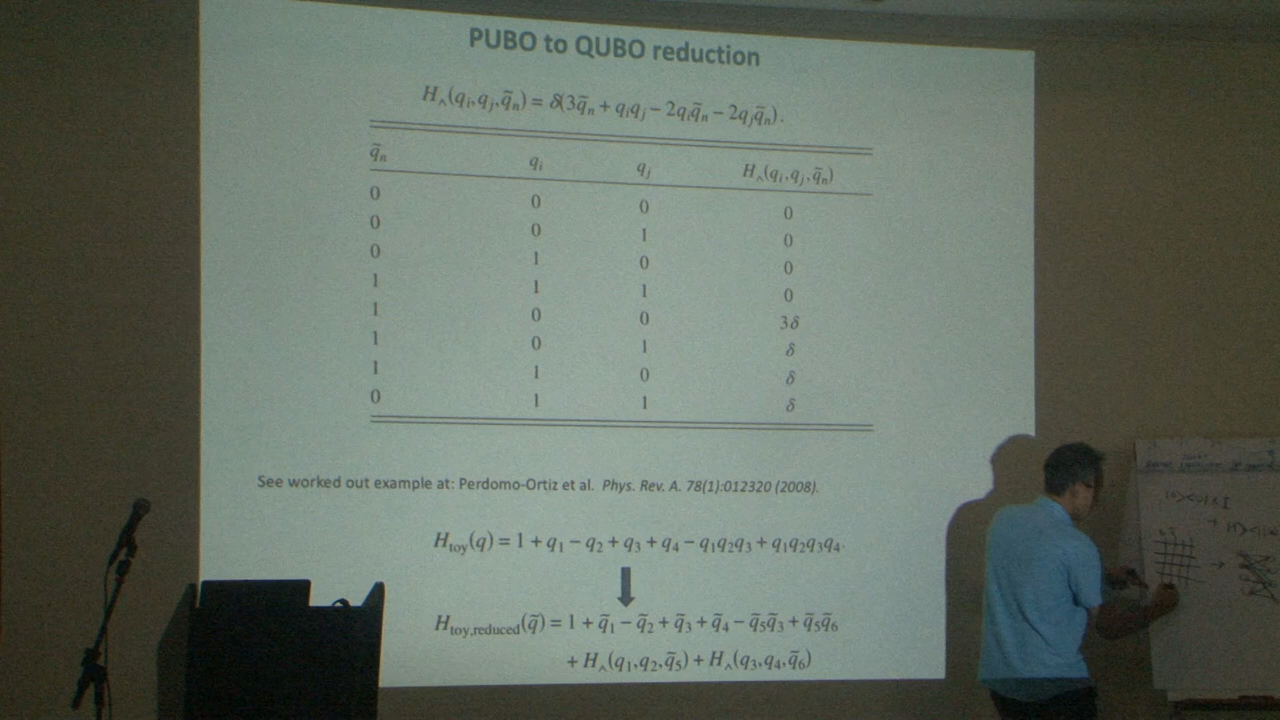 PUBO to QUBO reduction
H∧(qᵢ,qⱼ,q̃ₙ) = δ(3q̃ₙ + qᵢqⱼ − 2qᵢq̃ₙ − 2qⱼq̃ₙ).
q̃ₙ qᵢ qⱼ H∧(qᵢ,qⱼ,q̃ₙ)
0 0 0 0
0 0 1 0
0 1 0 0
1 1 1 0
1 0 0 3δ
1 0 1 δ
1 1 0 δ
0 1 1 δ
See worked out example at: Perdomo-Ortiz et al. Phys. Rev. A. 78(1):012320 (2008).
H_toy(q) = 1 + q₁ − q₂ + q₃ + q₄ − q₁q₂q₃ + q₁q₂q₃q₄.
H_toy,reduced(q̃) = 1 + q̃₁ − q̃₂ + q̃₃ + q̃₄ − q̃₅q̃₃ + q̃₅q̃₆
+ H∧(q₁,q₂,q̃₅) + H∧(q₃,q₄,q̃₆)